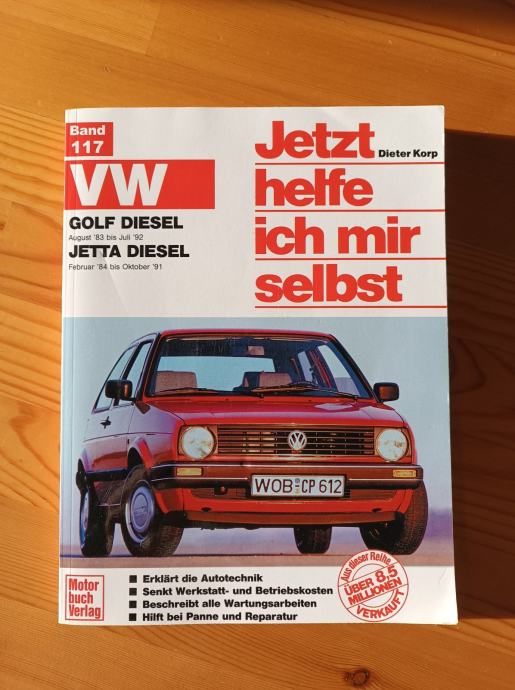 Band
117
VW
GOLF DIESEL
August '83 bis Juli '92
JETTA DIESEL
Februar '84 bis Oktober '91
Jetzt
Dieter Korp
helfe
ich mir
selbst
WOB CP 612
Motor
buch
Verlag
■ Erklärt die Autotechnik
■ Senkt Werkstatt- und Betriebskosten
■ Beschreibt alle Wartungsarbeiten
■ Hilft bei Panne und Reparatur
Aus dieser Reihe
ÜBER 8,5
MILLIONEN
VERKAUFT